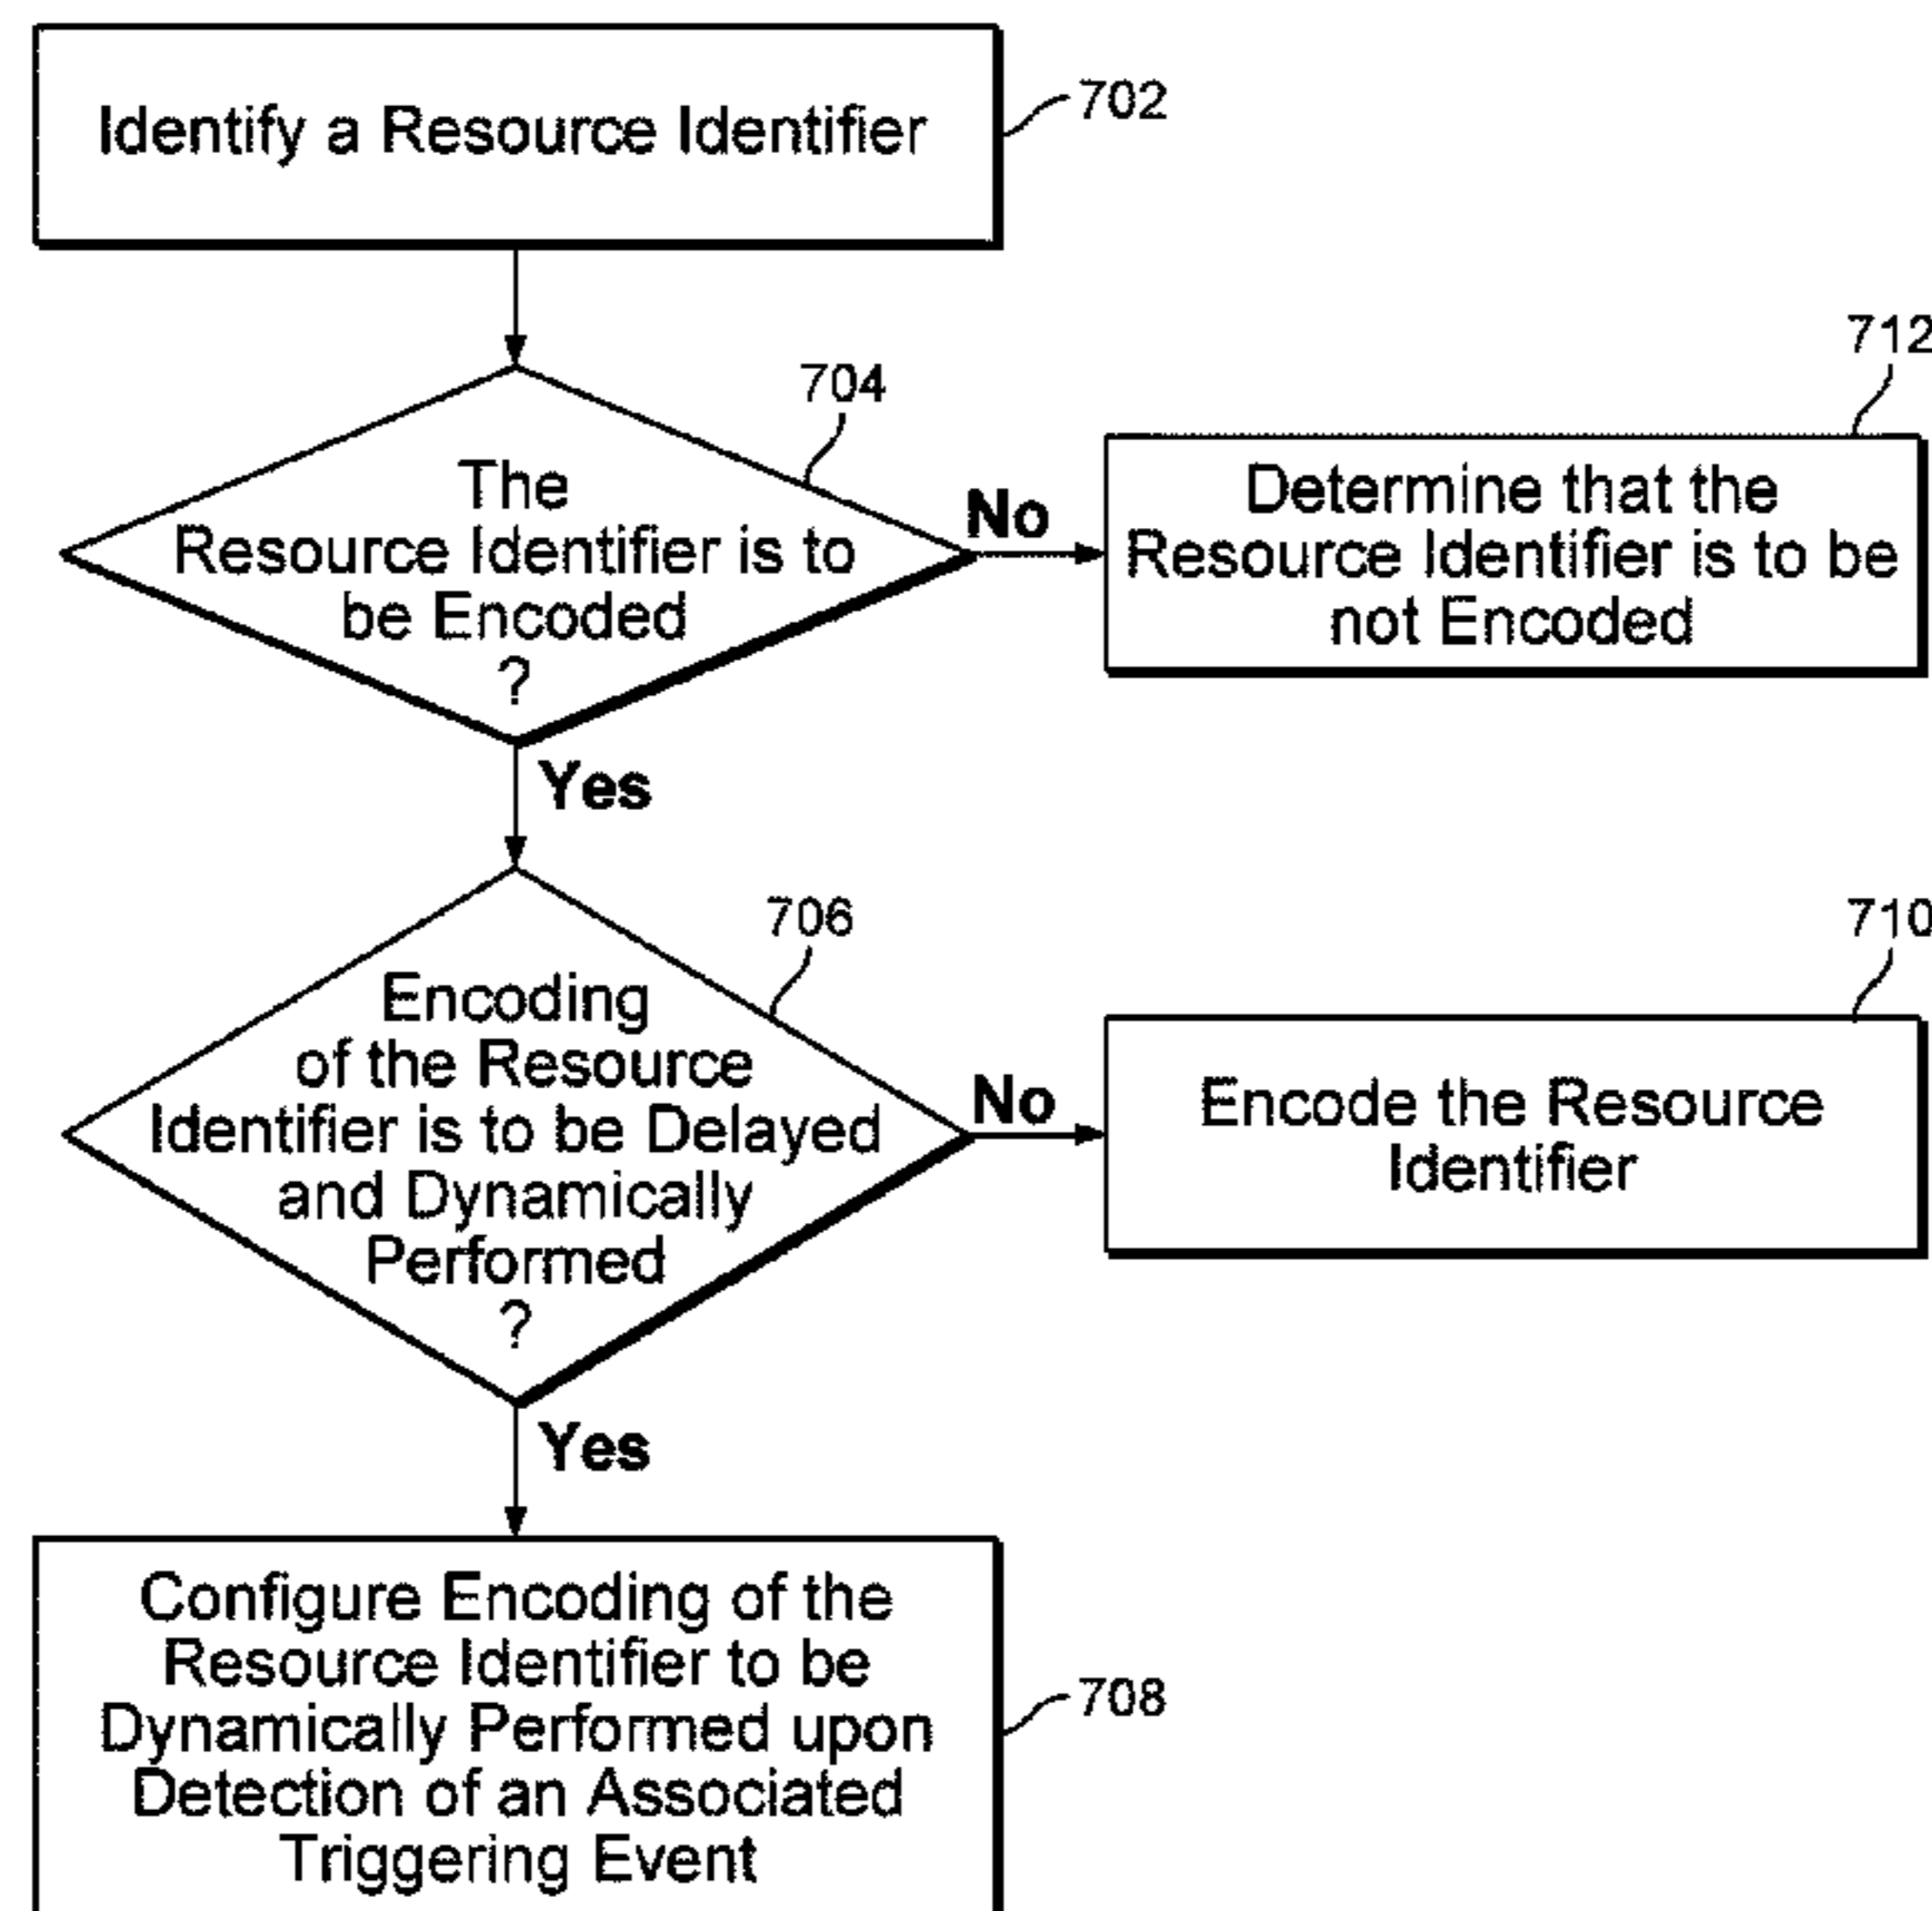 Identify a Resource Identifier
702
704
The
Resource Identifier is to
be Encoded
?
No
712
Determine that the
Resource Identifier is to be
not Encoded
Yes
706
Encoding
of the Resource
Identifier is to be Delayed
and Dynamically
Performed
?
No
710
Encode the Resource
Identifier
Yes
Configure Encoding of the
Resource Identifier to be
Dynamically Performed upon
Detection of an Associated
Triggering Event
708